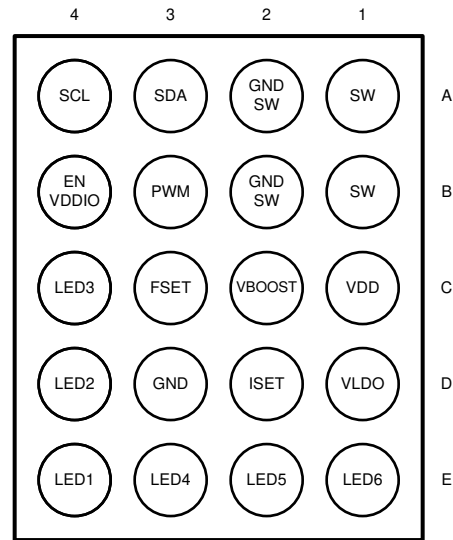 4 3 2 1
SCL SDA GND SW SW A
EN VDDIO PWM GND SW SW B
LED3 FSET VBOOST VDD C
LED2 GND ISET VLDO D
LED1 LED4 LED5 LED6 E